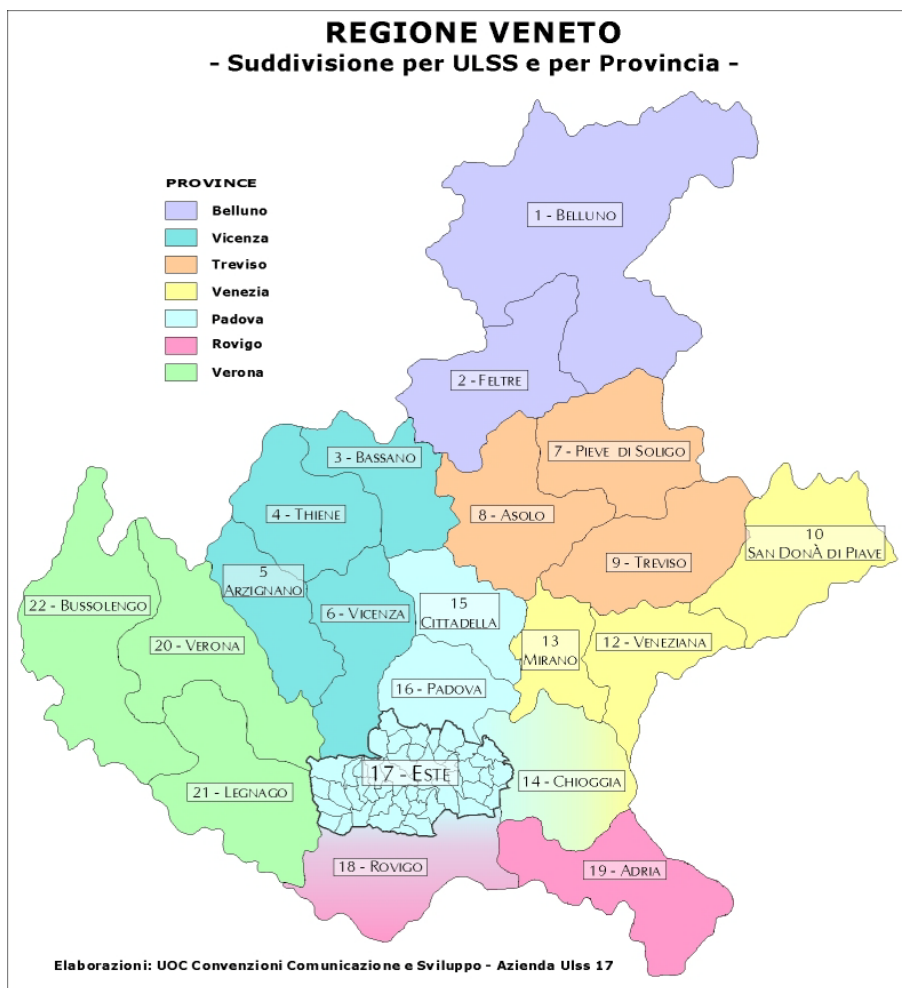 REGIONE VENETO
- Suddivisione per ULSS e per Provincia -
PROVINCE
Belluno
Vicenza
Treviso
Venezia
Padova
Rovigo
Verona
1 - BELLUNO
2 - FELTRE
3 - BASSANO
7 - PIEVE DI SOLIGO
4 - THIENE
8 - ASOLO
10
SAN DONÀ DI PIAVE
9 - TREVISO
5
ARZIGNANO
22 - BUSSOLENGO
6 - VICENZA
15
CITTADELLA
20 - VERONA
13
MIRANO
12 - VENEZIANA
16 - PADOVA
17 - ESTE
14 - CHIOGGIA
21 - LEGNAGO
18 - ROVIGO
19 - ADRIA
Elaborazioni: UOC Convenzioni Comunicazione e Sviluppo - Azienda Ulss 17